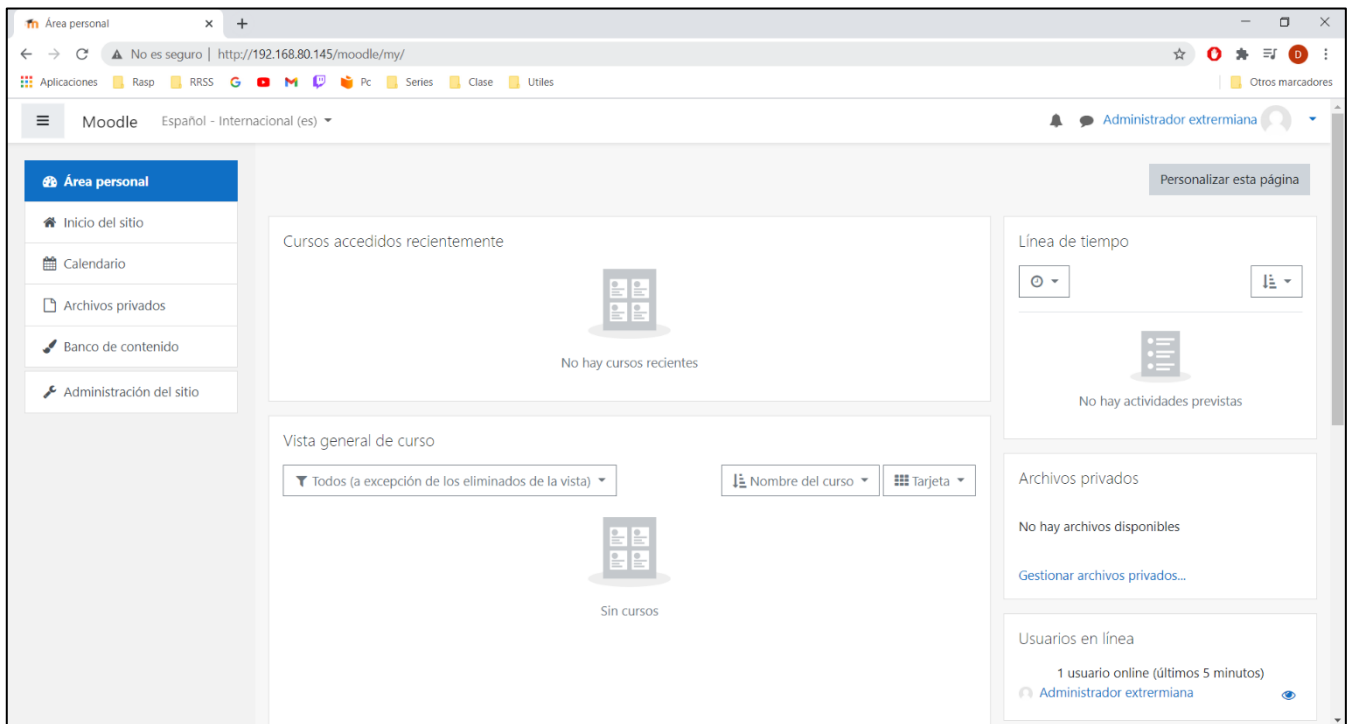 Área personal
No es seguro | http://192.168.80.145/moodle/my/
D
Aplicaciones Rasp RRSS Pc Series Clase Utiles Otros marcadores
Moodle Español - Internacional (es) Administrador extrermiana
Área personal
Inicio del sitio
Calendario
Archivos privados
Banco de contenido
Administración del sitio
Personalizar esta página
Cursos accedidos recientemente
No hay cursos recientes
Vista general de curso
Todos (a excepción de los eliminados de la vista) Nombre del curso Tarjeta
Sin cursos
Línea de tiempo
No hay actividades previstas
Archivos privados
No hay archivos disponibles
Gestionar archivos privados...
Usuarios en línea
1 usuario online (últimos 5 minutos)
Administrador extrermiana